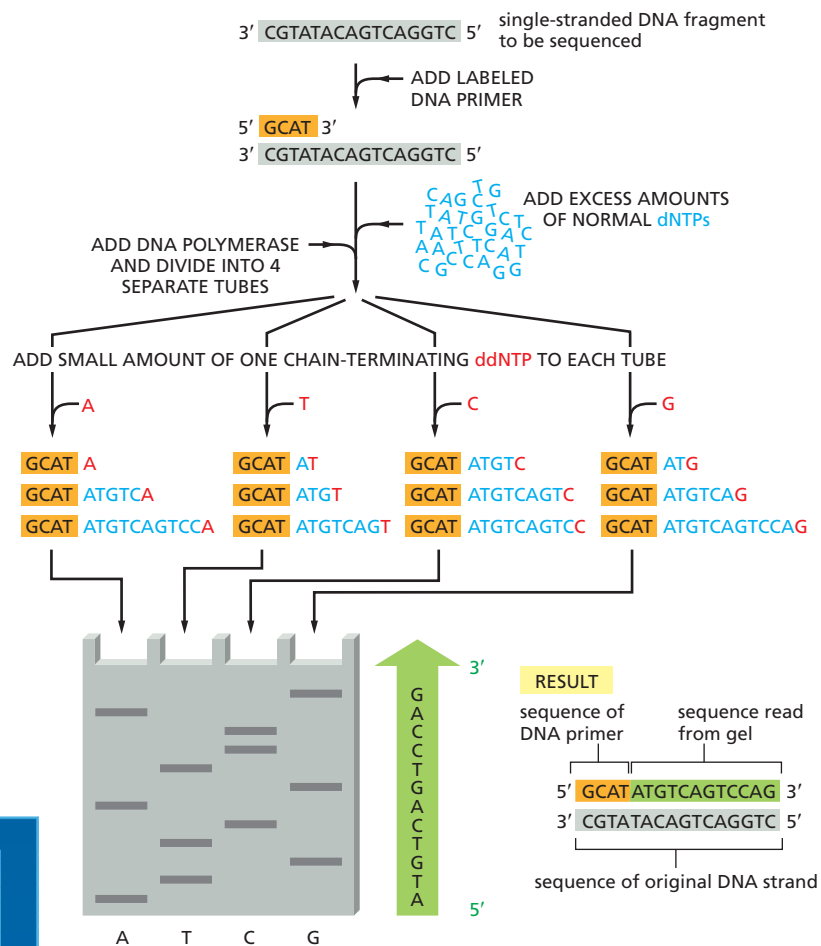 3′ CGTATACAGTCAGGTC 5′
single-stranded DNA fragment
to be sequenced
ADD LABELED
DNA PRIMER
5′ GCAT 3′
3′ CGTATACAGTCAGGTC 5′
ADD EXCESS AMOUNTS
OF NORMAL dNTPs
C A G C T G
T A T G T C T
T A T C G A C
A A C T T C A T
C G C C A G G
ADD DNA POLYMERASE
AND DIVIDE INTO 4
SEPARATE TUBES
ADD SMALL AMOUNT OF ONE CHAIN-TERMINATING ddNTP TO EACH TUBE
A T C G
GCAT A GCAT AT GCAT ATGTC GCAT ATG
GCAT ATGTCA GCAT ATGT GCAT ATGTCAGTC GCAT ATGTCAG
GCAT ATGTCAGTCCA GCAT ATGTCAGT GCAT ATGTCAGTCC GCAT ATGTCAGTCCAG
3′
G
A
C
C
T
G
A
C
T
G
T
A
5′
A T C G
RESULT
sequence of
DNA primer
sequence read
from gel
5′ GCATATGTCAGTCCAG 3′
3′ CGTATACAGTCAGGTC 5′
sequence of original DNA strand